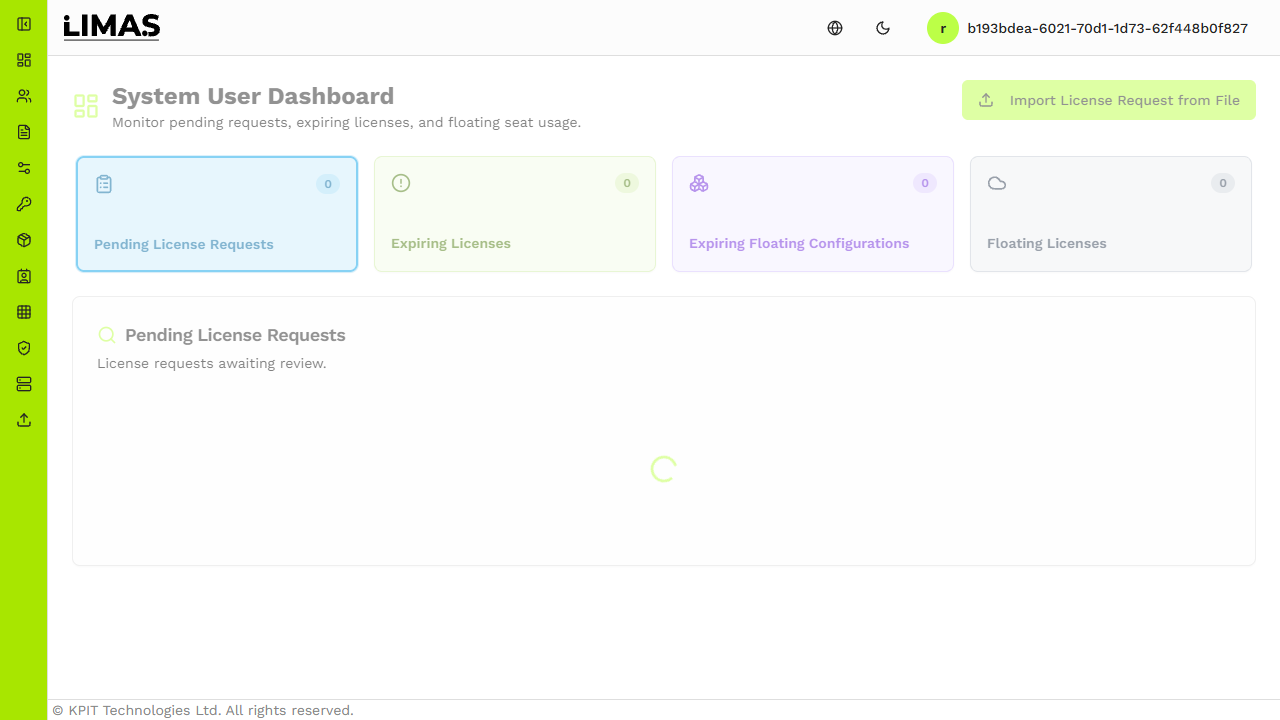 LIMAS
r b193bdea-6021-70d1-1d73-62f448b0f827
System User Dashboard
Monitor pending requests, expiring licenses, and floating seat usage.
Import License Request from File
0
Pending License Requests
0
Expiring Licenses
0
Expiring Floating Configurations
0
Floating Licenses
Pending License Requests
License requests awaiting review.
© KPIT Technologies Ltd. All rights reserved.